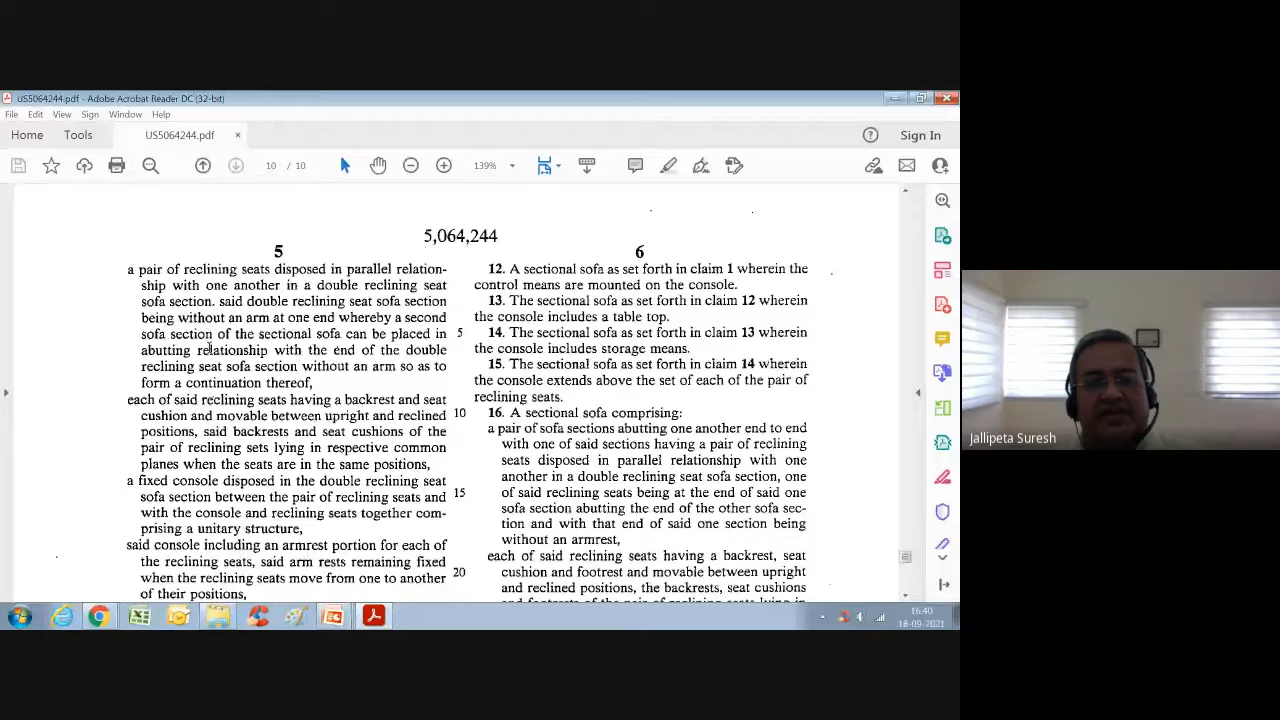 US5064244.pdf - Adobe Acrobat Reader DC (32-bit)
File Edit View Sign Window Help
Home Tools US5064244.pdf × Sign In
10 / 10 139%
5,064,244
5
a pair of reclining seats disposed in parallel relation-
ship with one another in a double reclining seat
sofa section. said double reclining seat sofa section
being without an arm at one end whereby a second
sofa section of the sectional sofa can be placed in
abutting relationship with the end of the double
reclining seat sofa section without an arm so as to
form a continuation thereof,
each of said reclining seats having a backrest and seat
cushion and movable between upright and reclined
positions, said backrests and seat cushions of the
pair of reclining sets lying in respective common
planes when the seats are in the same positions,
a fixed console disposed in the double reclining seat
sofa section between the pair of reclining seats and
with the console and reclining seats together com-
prising a unitary structure,
said console including an armrest portion for each of
the reclining seats, said arm rests remaining fixed
when the reclining seats move from one to another
of their positions,
5
10
15
20
6
12. A sectional sofa as set forth in claim 1 wherein the
control means are mounted on the console.
13. The sectional sofa as set forth in claim 12 wherein
the console includes a table top.
14. The sectional sofa as set forth in claim 13 wherein
the console includes storage means.
15. The sectional sofa as set forth in claim 14 wherein
the console extends above the set of each of the pair of
reclining seats.
16. A sectional sofa comprising:
a pair of sofa sections abutting one another end to end
with one of said sections having a pair of reclining
seats disposed in parallel relationship with one
another in a double reclining seat sofa section, one
of said reclining seats being at the end of said one
sofa section abutting the end of the other sofa sec-
tion and with that end of said one section being
without an armrest,
each of said reclining seats having a backrest, seat
cushion and footrest and movable between upright
and reclined positions, the backrests, seat cushions
and footrests of the pair of reclining seats lying in
Jallipeta Suresh
16:40
18-09-2021